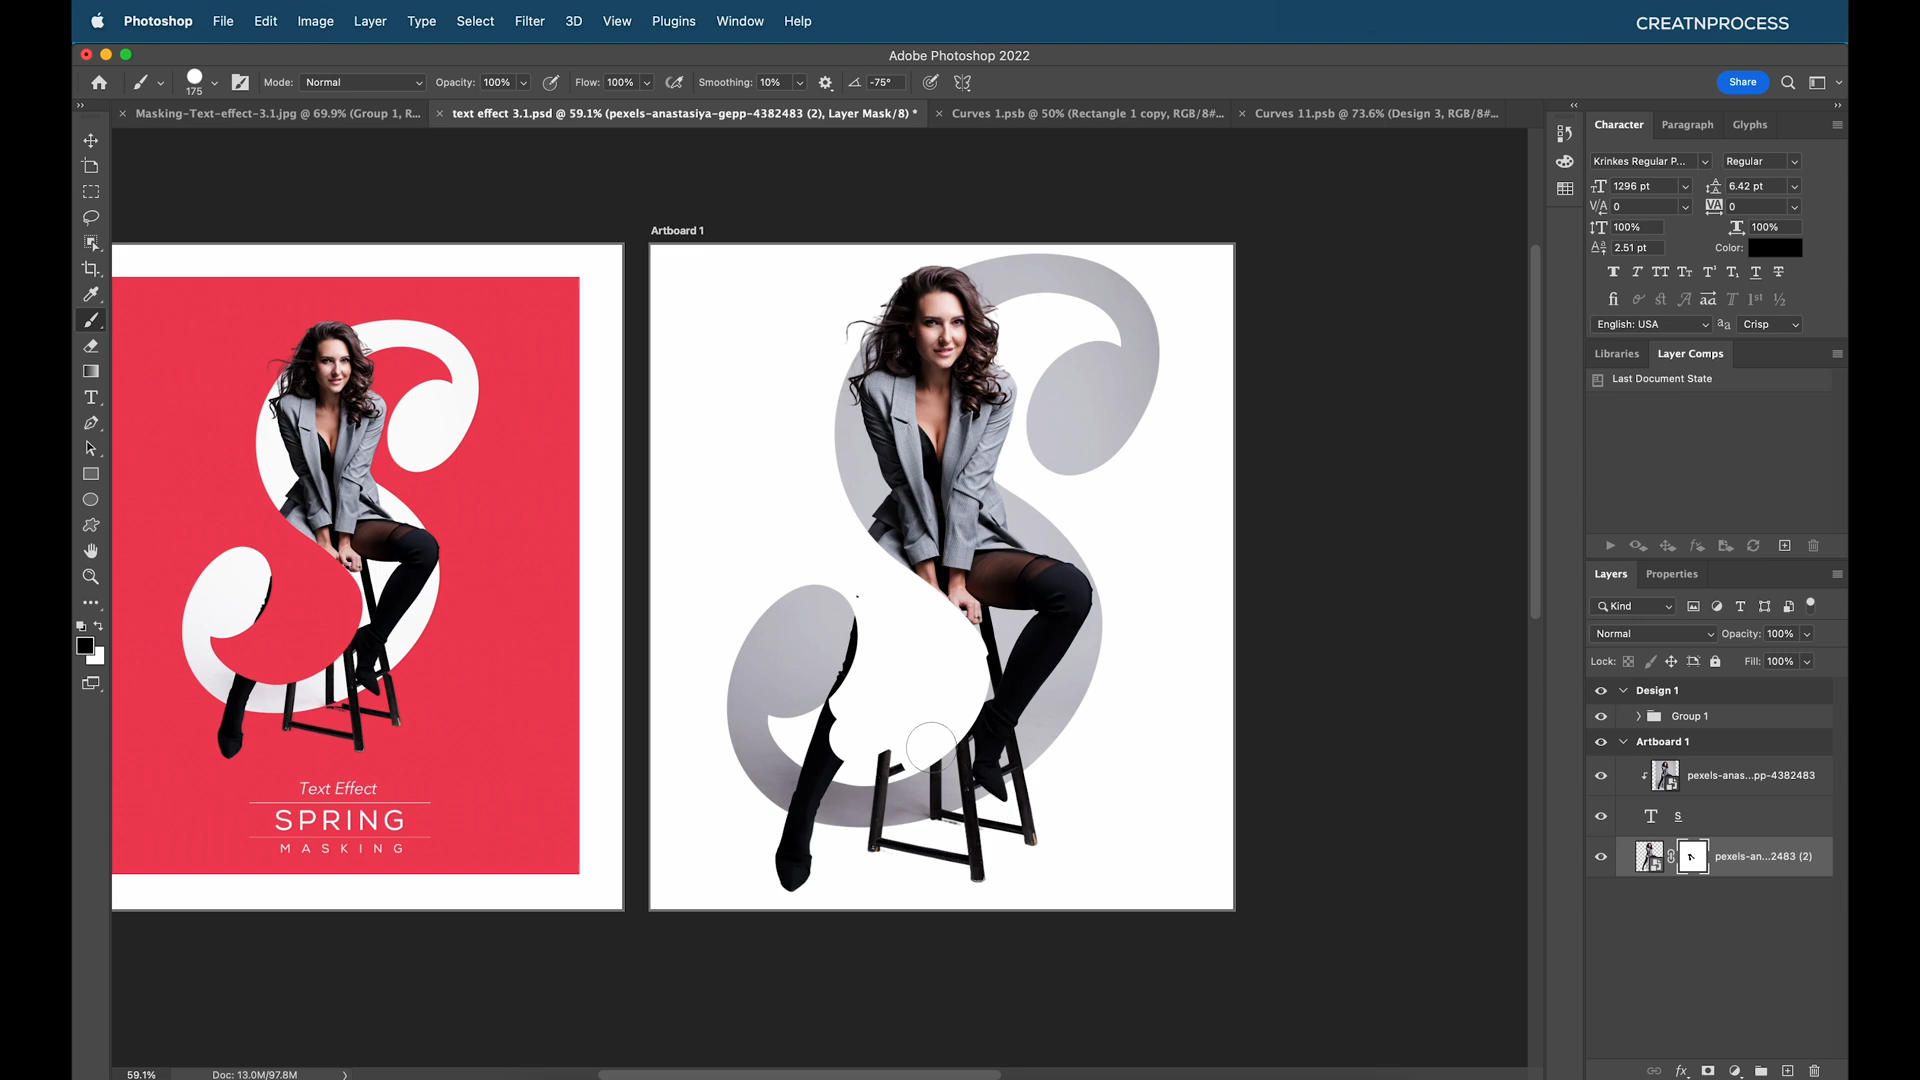 Photoshop File Edit Image Layer Type Select Filter 3D View Plugins Window Help
CREATNPROCESS
Adobe Photoshop 2022
175 Mode: Normal Opacity: 100% Flow: 100% Smoothing: 10% -75° Share
Masking-Text-effect-3.1.jpg @ 69.9% (Group 1, R...
text effect 3.1.psd @ 59.1% (pexels-anastasiya-gepp-4382483 (2), Layer Mask/8) *
Curves 1.psb @ 50% (Rectangle 1 copy, RGB/8#...
Curves 11.psb @ 73.6% (Design 3, RGB/8#...
Artboard 1
Text Effect
SPRING
MASKING
Character Paragraph Glyphs
Krinkes Regular P... Regular
1296 pt 6.42 pt
0 0
100% 100%
2.51 pt Color:
English: USA Crisp
Libraries Layer Comps
Last Document State
Layers Properties
Kind
Normal Opacity: 100%
Lock: Fill: 100%
Design 1
Group 1
Artboard 1
pexels-anas...pp-4382483
S
pexels-an...2483 (2)
59.1% Doc: 13.0M/97.8M